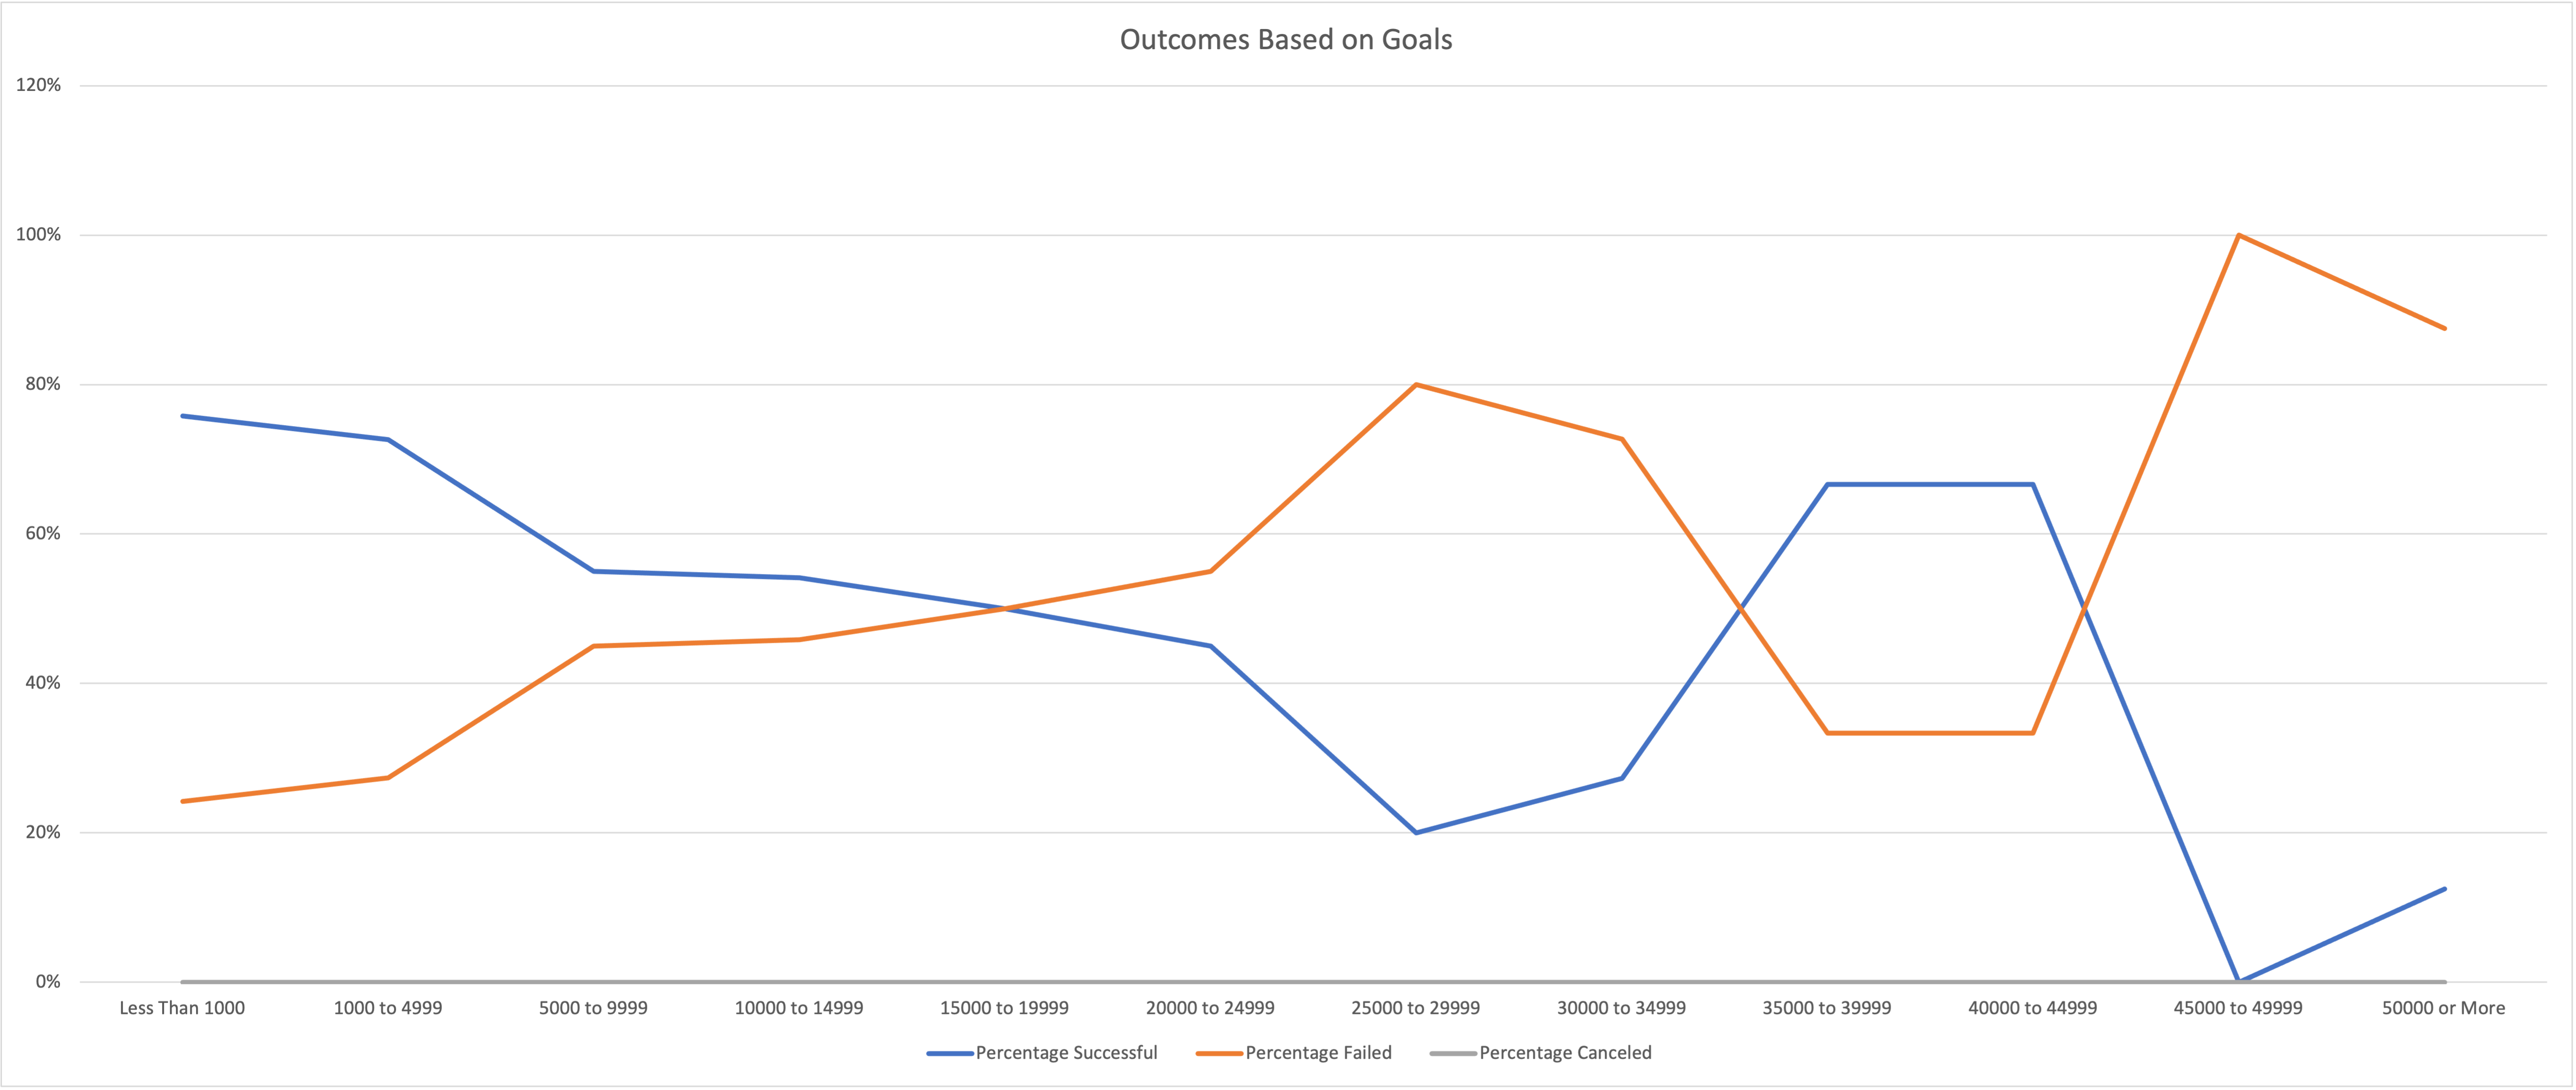 Outcomes Based on Goals
120%
100%
80%
60%
40%
20%
0%
Less Than 1000 1000 to 4999 5000 to 9999 10000 to 14999 15000 to 19999 20000 to 24999 25000 to 29999 30000 to 34999 35000 to 39999 40000 to 44999 45000 to 49999 50000 or More
Percentage Successful Percentage Failed Percentage Canceled